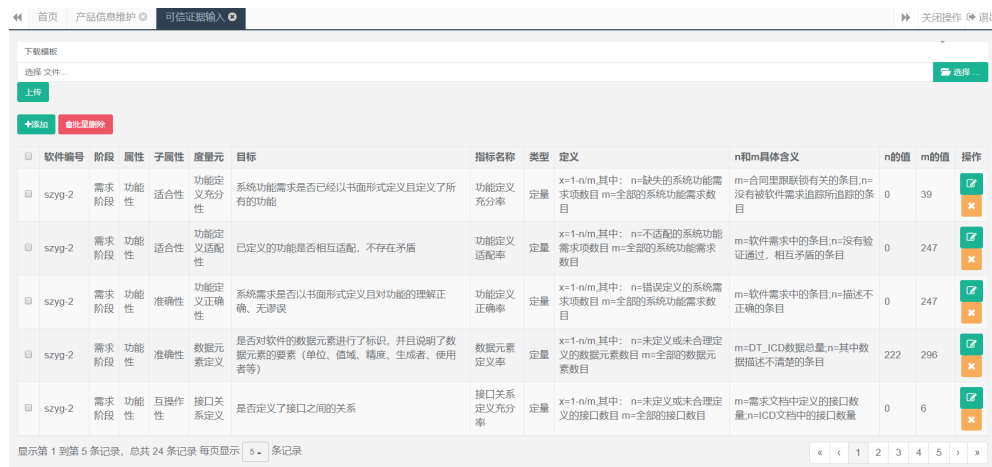 首页 产品信息维护 可信证据输入 关闭操作
下载模板
选择 文件... 选择 ...
上传
添加 批量删除
软件编号 阶段 属性 子属性 度量元 目标 指标名称 类型 定义 n和m具体含义 n的值 m的值 操作
szyg-2 需求阶段 功能性 适合性 功能定义充分性 系统功能需求是否已经以书面形式定义且定义了所有的功能 功能定义充分率 定量 x=1-n/m,其中： n=缺失的系统功能需求项数目 m=全部的系统功能需求数目 m=合同里跟联锁有关的条目;n=没有被软件需求追踪所追踪的条目 0 39
szyg-2 需求阶段 功能性 适合性 功能定义适配性 已定义的功能是否相互适配，不存在矛盾 功能定义适配率 定量 x=1-n/m,其中： n=不适配的系统功能需求项数目 m=全部的系统功能需求数目 m=软件需求中的条目;n=没有验证通过，相互矛盾的条目 0 247
szyg-2 需求阶段 功能性 准确性 功能定义正确性 系统需求是否以书面形式定义且对功能的理解正确、无谬误 功能定义正确率 定量 x=1-n/m,其中： n=错误定义的系统需求项数目 m=全部的系统功能需求数目 m=软件需求中的条目;n=描述不正确的条目 0 247
szyg-2 需求阶段 功能性 准确性 数据元素定义 是否对软件的数据元素进行了标识，并且说明了数据元素的要素（单位、值域、精度、生成者、使用者等） 数据元素定义率 定量 x=1-n/m,其中： n=未定义或未合理定义的数据元素数目 m=全部的数据元素数目 m=DT_ICD数据总量;n=其中数据描述不清楚的条目 222 296
szyg-2 需求阶段 功能性 互操作性 接口关系定义 是否定义了接口之间的关系 接口关系定义充分率 定量 x=1-n/m,其中： n=未定义或未合理定义的接口数目 m=全部的接口数目 m=需求文档中定义的接口数量;n=ICD文档中的接口数量 0 6
显示第 1 到第 5 条记录，总共 24 条记录 每页显示 5 条记录 « ‹ 1 2 3 4 5 › »